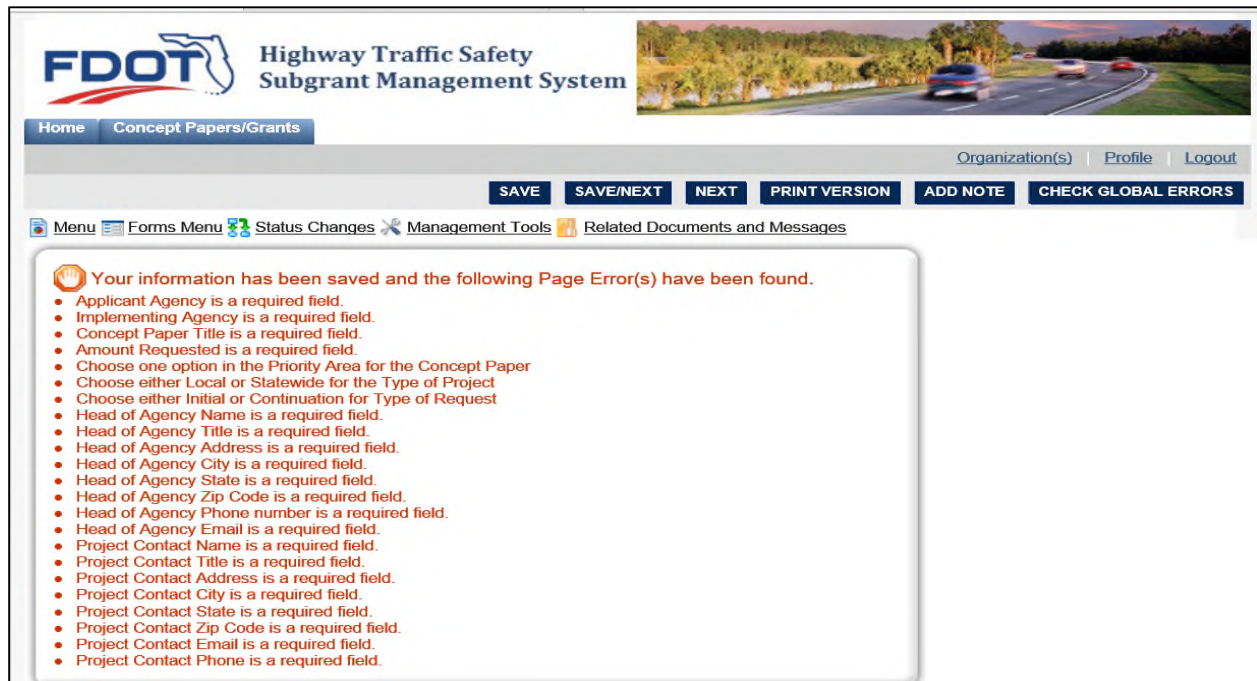 FDOT
Highway Traffic Safety
Subgrant Management System
Home Concept Papers/Grants
Organization(s) Profile Logout
SAVE SAVE/NEXT NEXT PRINT VERSION ADD NOTE CHECK GLOBAL ERRORS
Menu Forms Menu Status Changes Management Tools Related Documents and Messages
Your information has been saved and the following Page Error(s) have been found.
• Applicant Agency is a required field.
• Implementing Agency is a required field.
• Concept Paper Title is a required field.
• Amount Requested is a required field.
• Choose one option in the Priority Area for the Concept Paper
• Choose either Local or Statewide for the Type of Project
• Choose either Initial or Continuation for Type of Request
• Head of Agency Name is a required field.
• Head of Agency Title is a required field.
• Head of Agency Address is a required field.
• Head of Agency City is a required field.
• Head of Agency State is a required field.
• Head of Agency Zip Code is a required field.
• Head of Agency Phone number is a required field.
• Head of Agency Email is a required field.
• Project Contact Name is a required field.
• Project Contact Title is a required field.
• Project Contact Address is a required field.
• Project Contact City is a required field.
• Project Contact State is a required field.
• Project Contact Zip Code is a required field.
• Project Contact Email is a required field.
• Project Contact Phone is a required field.